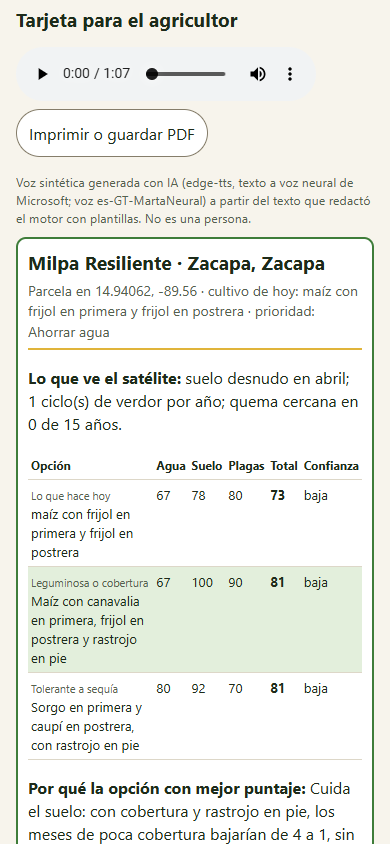 Tarjeta para el agricultor
0:00 / 1:07
Imprimir o guardar PDF
Voz sintética generada con IA (edge-tts, texto a voz neural de
Microsoft; voz es-GT-MartaNeural) a partir del texto que redactó
el motor con plantillas. No es una persona.
Milpa Resiliente · Zacapa, Zacapa
Parcela en 14.94062, -89.56 · cultivo de hoy: maíz con
frijol en primera y frijol en postrera · prioridad:
Ahorrar agua
Lo que ve el satélite: suelo desnudo en abril;
1 ciclo(s) de verdor por año; quema cercana en
0 de 15 años.
Opción Agua Suelo Plagas Total Confianza
Lo que hace hoy 67 78 80 73 baja
maíz con frijol en
primera y frijol en
postrera
Leguminosa o cobertura 67 100 90 81 baja
Maíz con canavalia
en primera, frijol en
postrera y rastrojo
en pie
Tolerante a sequía 80 92 70 81 baja
Sorgo en primera y
caupí en postrera,
con rastrojo en pie
Por qué la opción con mejor puntaje: Cuida
el suelo: con cobertura y rastrojo en pie, los
meses de poca cobertura bajarían de 4 a 1, sin